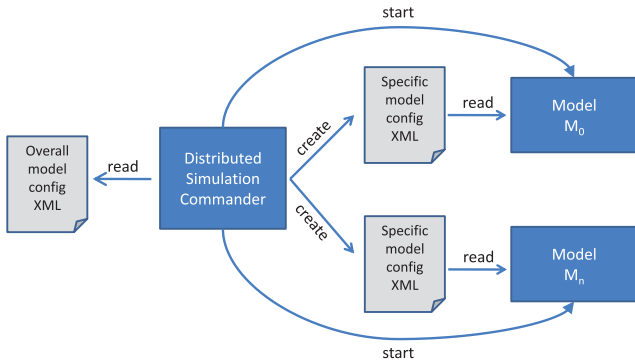 start
Overall
model
config
XML
read
Distributed
Simulation
Commander
create
create
Specific
model
config
XML
read
Model
M0
Specific
model
config
XML
read
Model
Mn
start